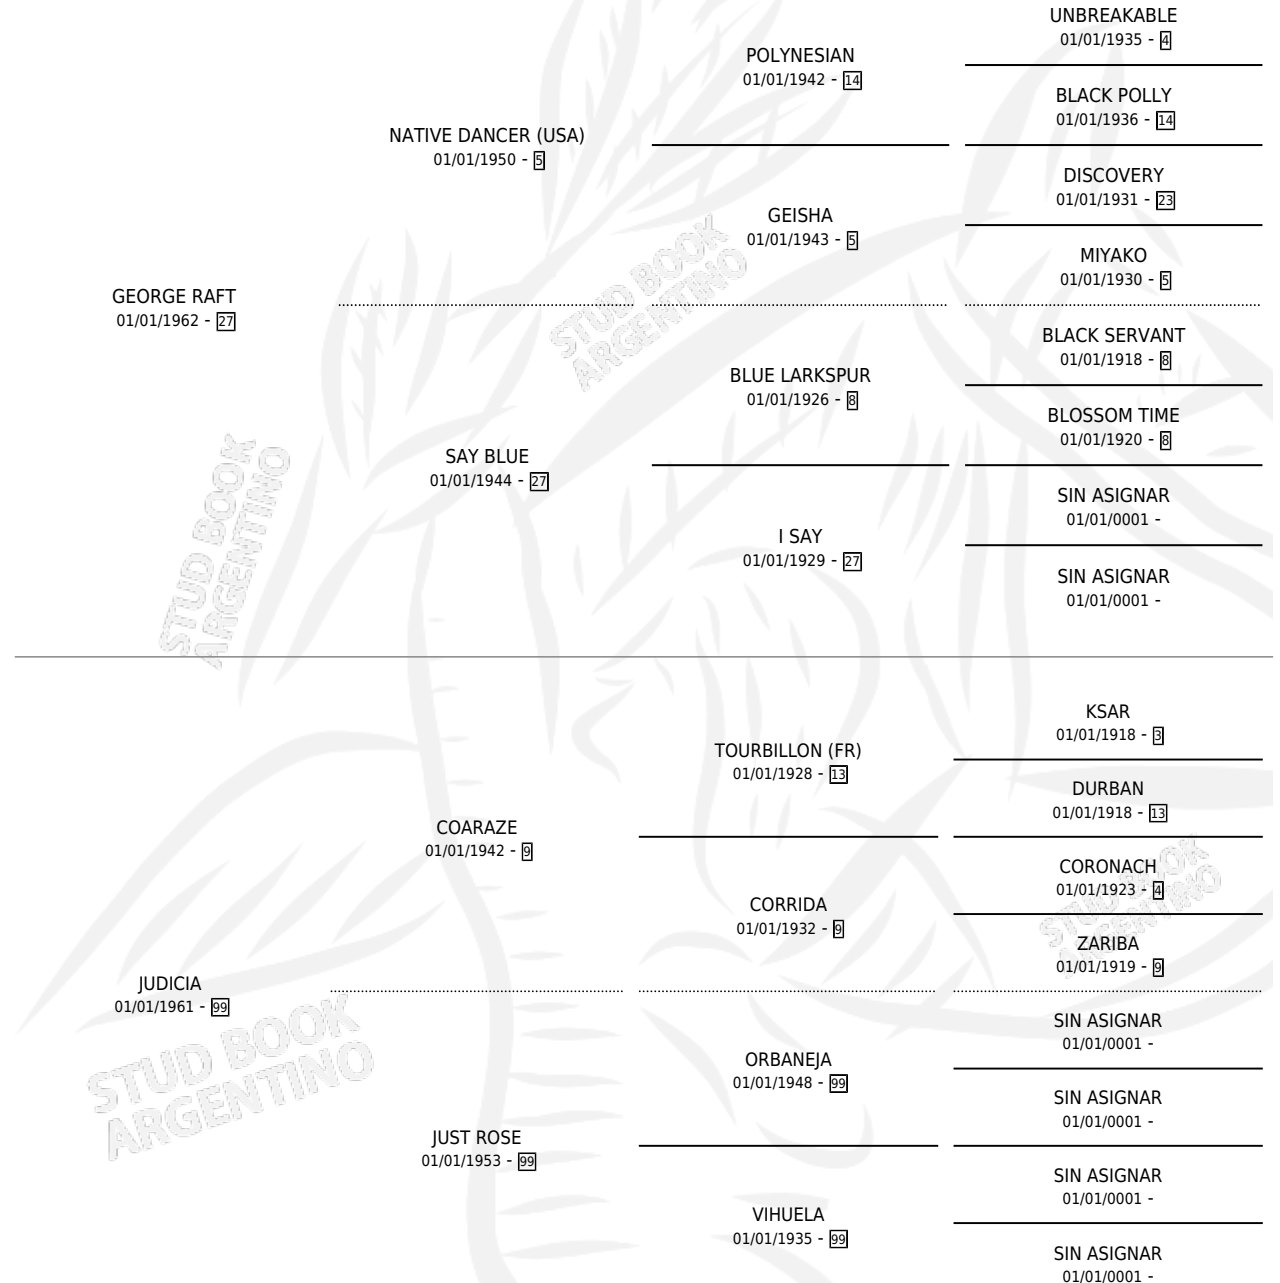 UNBREAKABLE
01/01/1935 - 4
POLYNESIAN
01/01/1942 - 14
BLACK POLLY
01/01/1936 - 14
NATIVE DANCER (USA)
01/01/1950 - 5
DISCOVERY
01/01/1931 - 23
GEISHA
01/01/1943 - 5
MIYAKO
01/01/1930 - 5
GEORGE RAFT
01/01/1962 - 27
BLACK SERVANT
01/01/1918 - 8
BLUE LARKSPUR
01/01/1926 - 8
BLOSSOM TIME
01/01/1920 - 8
SAY BLUE
01/01/1944 - 27
SIN ASIGNAR
01/01/0001 -
I SAY
01/01/1929 - 27
SIN ASIGNAR
01/01/0001 -
KSAR
01/01/1918 - 3
TOURBILLON (FR)
01/01/1928 - 13
DURBAN
01/01/1918 - 13
COARAZE
01/01/1942 - 9
CORONACH
01/01/1923 - 4
CORRIDA
01/01/1932 - 9
ZARIBA
01/01/1919 - 9
JUDICIA
01/01/1961 - 99
SIN ASIGNAR
01/01/0001 -
ORBANEJA
01/01/1948 - 99
SIN ASIGNAR
01/01/0001 -
JUST ROSE
01/01/1953 - 99
SIN ASIGNAR
01/01/0001 -
VIHUELA
01/01/1935 - 99
SIN ASIGNAR
01/01/0001 -
STUD BOOK
ARGENTINO
STUD BOOK
ARGENTINO
STUD BOOK
ARGENTINO
STUD BOOK
ARGENTINO